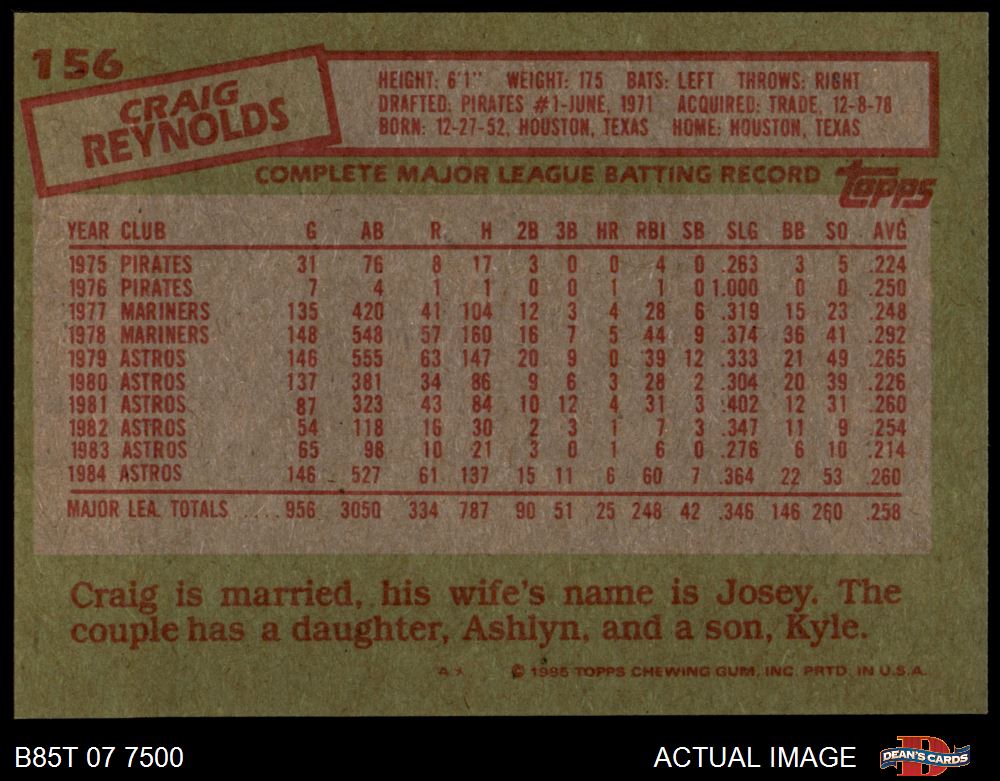 156
CRAIG
REYNOLDS
HEIGHT: 6'1" WEIGHT: 175 BATS: LEFT THROWS: RIGHT
DRAFTED: PIRATES #1-JUNE, 1971 ACQUIRED: TRADE, 12-8-78
BORN: 12-27-52, HOUSTON, TEXAS HOME: HOUSTON, TEXAS
COMPLETE MAJOR LEAGUE BATTING RECORD topps
YEAR CLUB G AB R H 2B 3B HR RBI SB SLG BB SO AVG
1975 PIRATES 31 76 8 17 3 0 0 4 0 .263 3 5 .224
1976 PIRATES 7 4 1 1 0 0 1 1 0 1.000 0 0 .250
1977 MARINERS 135 420 41 104 12 3 4 28 6 .319 15 23 .248
1978 MARINERS 148 548 57 160 16 7 5 44 9 .374 36 41 .292
1979 ASTROS 146 555 63 147 20 9 0 39 12 .333 21 49 .265
1980 ASTROS 137 381 34 86 9 6 3 28 2 .304 20 39 .226
1981 ASTROS 87 323 43 84 10 12 4 31 3 .402 12 31 .260
1982 ASTROS 54 118 16 30 2 3 1 7 3 .347 11 9 .254
1983 ASTROS 65 98 10 21 3 0 1 6 0 .276 6 10 .214
1984 ASTROS 146 527 61 137 15 11 6 60 7 .364 22 53 .260
MAJOR LEA. TOTALS .... 956 3050 334 787 90 51 25 248 42 .346 146 260 .258
Craig is married, his wife's name is Josey. The
couple has a daughter, Ashlyn, and a son, Kyle.
A* © 1985 TOPPS CHEWING GUM, INC. PRTD. IN U.S.A.
B85T 07 7500 ACTUAL IMAGE DEAN'S CARDS